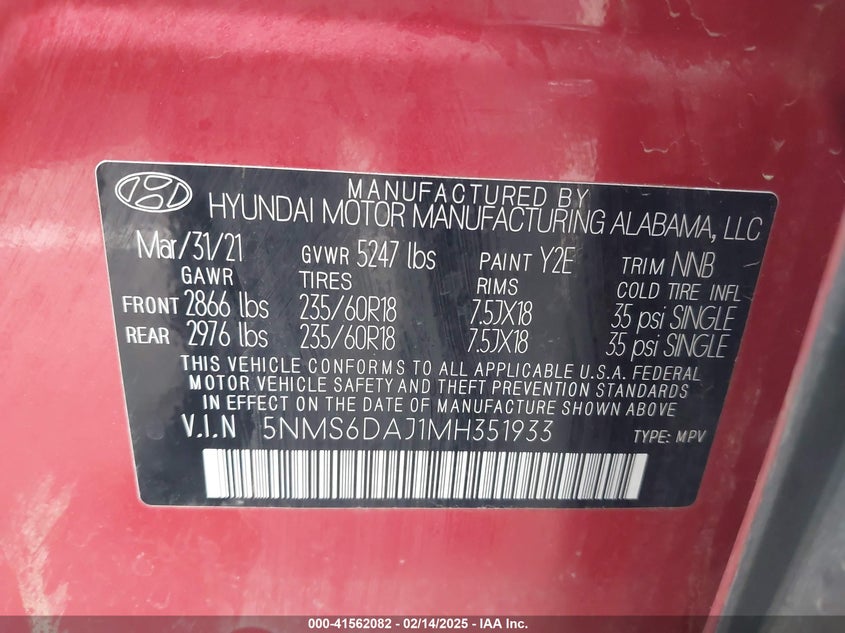 MANUFACTURED BY
HYUNDAI MOTOR MANUFACTURING ALABAMA, LLC
Mar/31/21 GVWR 5247 lbs PAINT Y2E TRIM NNB
GAWR TIRES RIMS COLD TIRE INFL
FRONT 2866 lbs 235/60R18 7.5JX18 35 psi SINGLE
REAR 2976 lbs 235/60R18 7.5JX18 35 psi SINGLE
THIS VEHICLE CONFORMS TO ALL APPLICABLE U.S.A. FEDERAL
MOTOR VEHICLE SAFETY AND THEFT PREVENTION STANDARDS
IN EFFECT ON THE DATE OF MANUFACTURE SHOWN ABOVE
V.I.N 5NMS6DAJ1MH351933 TYPE: MPV
000-41562082 - 02/14/2025 - IAA Inc.